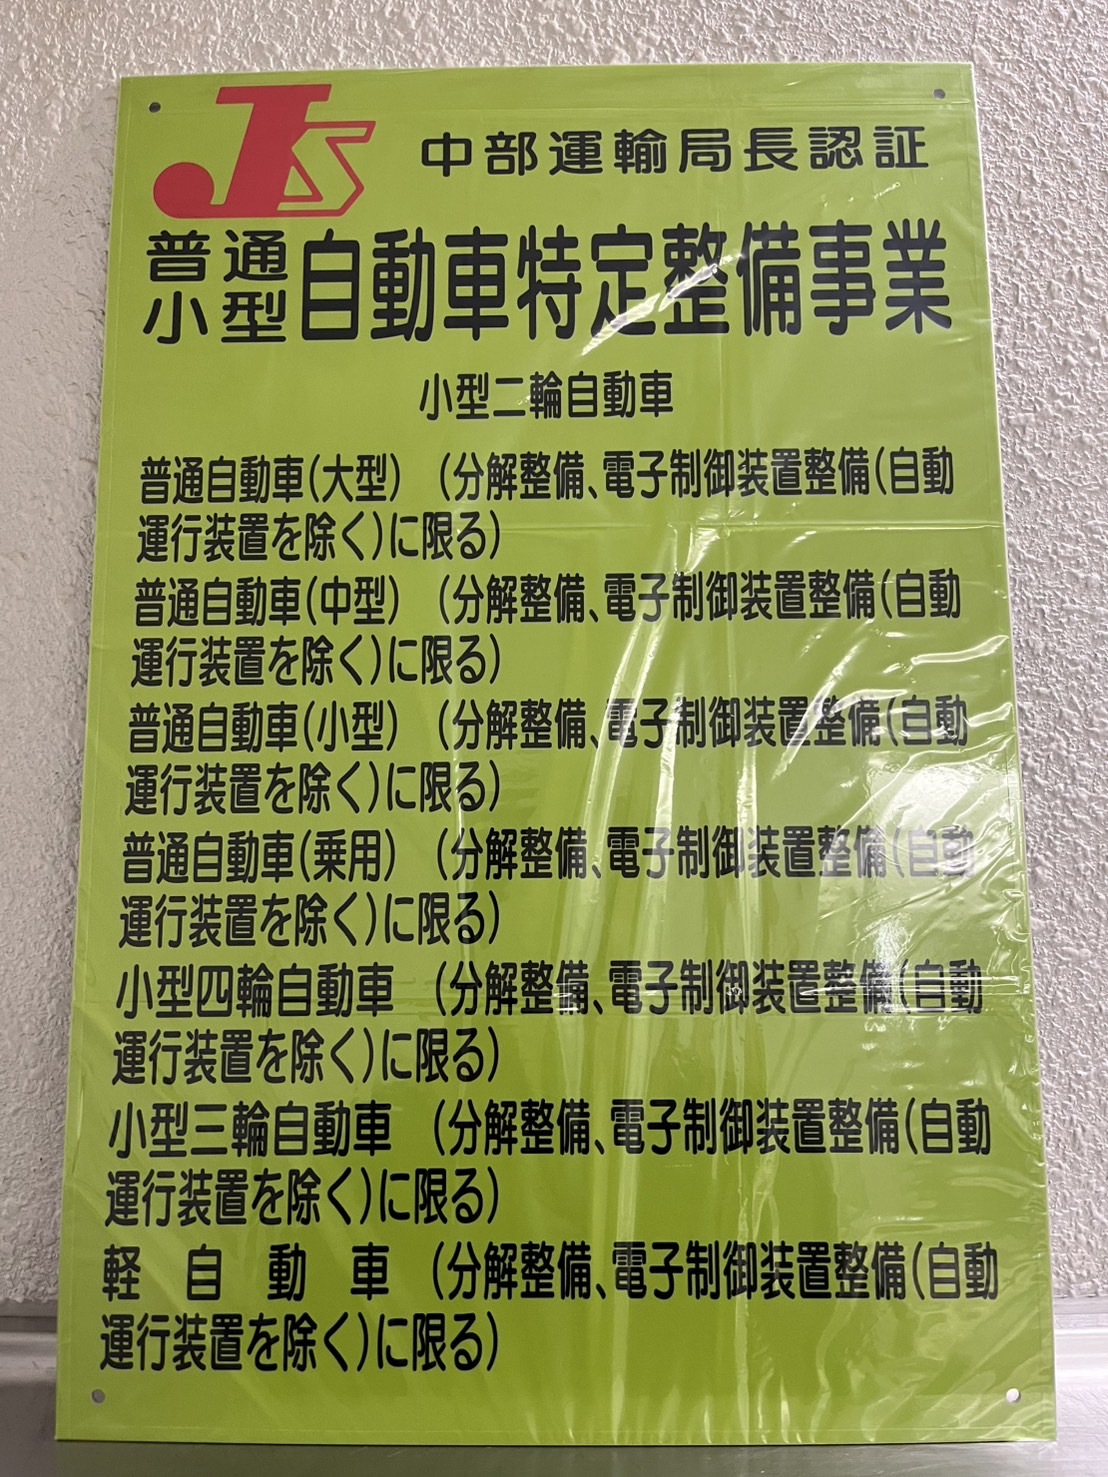 JS
中部運輸局長認証
普通
小型
自動車特定整備事業
小型二輪自動車
普通自動車(大型) (分解整備、電子制御装置整備(自動
運行装置を除く)に限る)
普通自動車(中型) (分解整備、電子制御装置整備(自動
運行装置を除く)に限る)
普通自動車(小型) (分解整備、電子制御装置整備(自動
運行装置を除く)に限る)
普通自動車(乗用) (分解整備、電子制御装置整備(自動
運行装置を除く)に限る)
小型四輪自動車 (分解整備、電子制御装置整備(自動
運行装置を除く)に限る)
小型三輪自動車 (分解整備、電子制御装置整備(自動
運行装置を除く)に限る)
軽自動車 (分解整備、電子制御装置整備(自動
運行装置を除く)に限る)